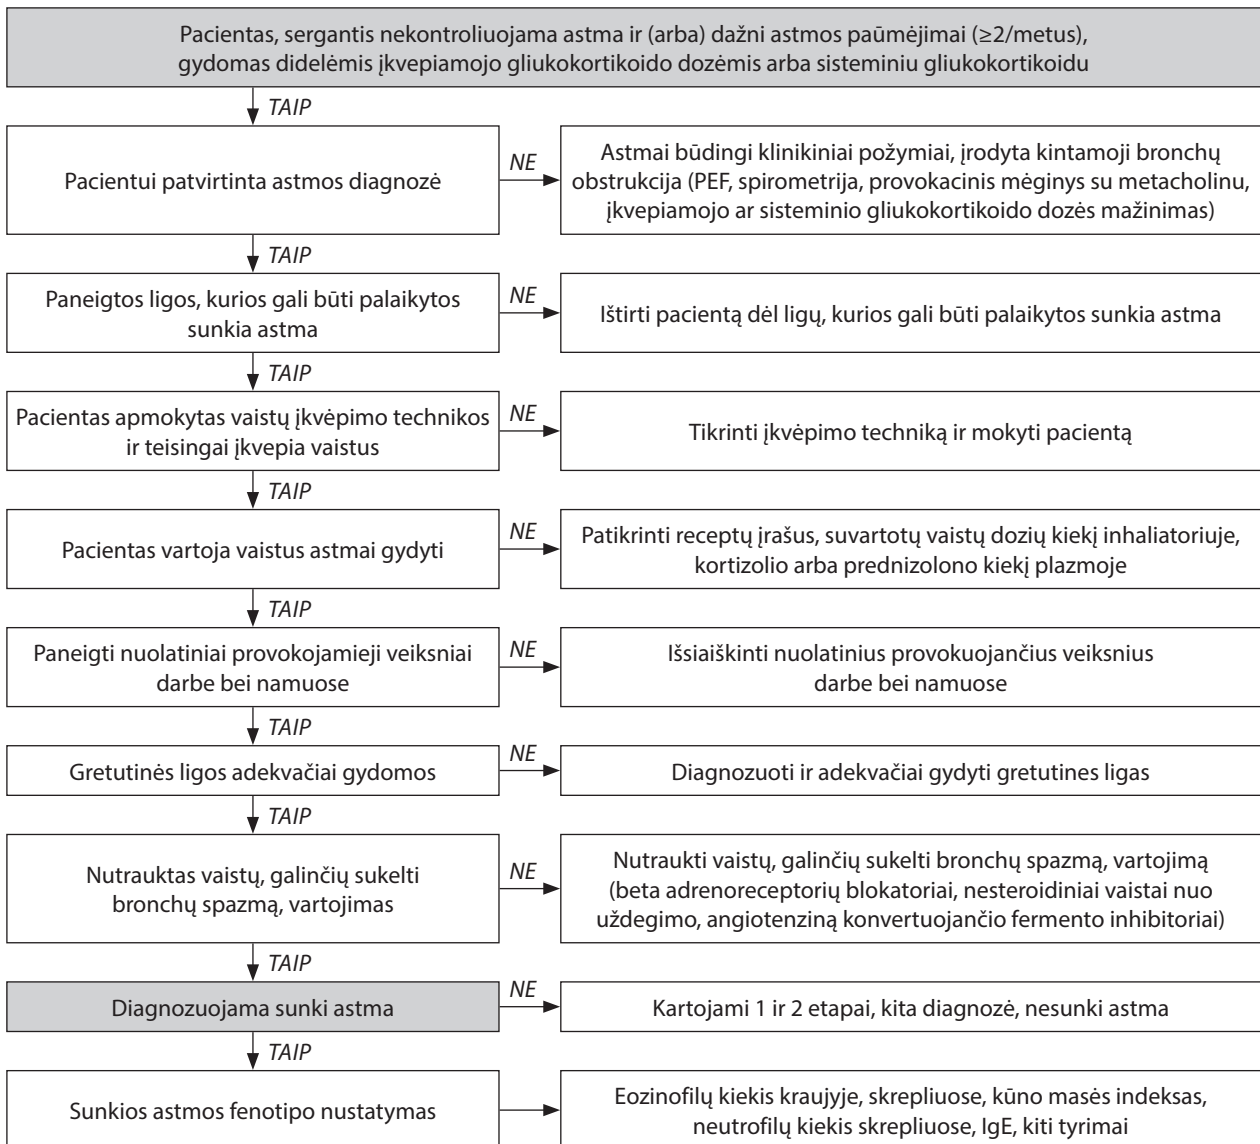 Pacientas, sergantis nekontroliuojama astma ir (arba) dažni astmos paūmėjimai (≥2/metus),
gydomas didelėmis įkvepiamojo gliukokortikoido dozėmis arba sisteminiu gliukokortikoidu
TAIP
Pacientui patvirtinta astmos diagnozė
NE
Astmai būdingi klinikiniai požymiai, įrodyta kintamoji bronchų
obstrukcija (PEF, spirometrija, provokacinis mėginys su metacholinu,
įkvepiamojo ar sisteminio gliukokortikoido dozės mažinimas)
TAIP
Paneigtos ligos, kurios gali būti palaikytos
sunkia astma
NE
Ištirti pacientą dėl ligų, kurios gali būti palaikytos sunkia astma
TAIP
Pacientas apmokytas vaistų įkvėpimo technikos
ir teisingai įkvepia vaistus
NE
Tikrinti įkvėpimo techniką ir mokyti pacientą
TAIP
Pacientas vartoja vaistus astmai gydyti
NE
Patikrinti receptų įrašus, suvartotų vaistų dozių kiekį inhaliatoriuje,
kortizolio arba prednizolono kiekį plazmoje
TAIP
Paneigti nuolatiniai provokojamieji veiksniai
darbe bei namuose
NE
Išsiaiškinti nuolatinius provokuojančius veiksnius
darbe bei namuose
TAIP
Gretutinės ligos adekvačiai gydomos
NE
Diagnozuoti ir adekvačiai gydyti gretutines ligas
TAIP
Nutrauktas vaistų, galinčių sukelti
bronchų spazmą, vartojimas
NE
Nutraukti vaistų, galinčių sukelti bronchų spazmą, vartojimą
(beta adrenoreceptorių blokatoriai, nesteroidiniai vaistai nuo
uždegimo, angiotenziną konvertuojančio fermento inhibitoriai)
TAIP
Diagnozuojama sunki astma
NE
Kartojami 1 ir 2 etapai, kita diagnozė, nesunki astma
TAIP
Sunkios astmos fenotipo nustatymas
Eozinofilų kiekis kraujyje, skrepliuose, kūno masės indeksas,
neutrofilų kiekis skrepliuose, IgE, kiti tyrimai